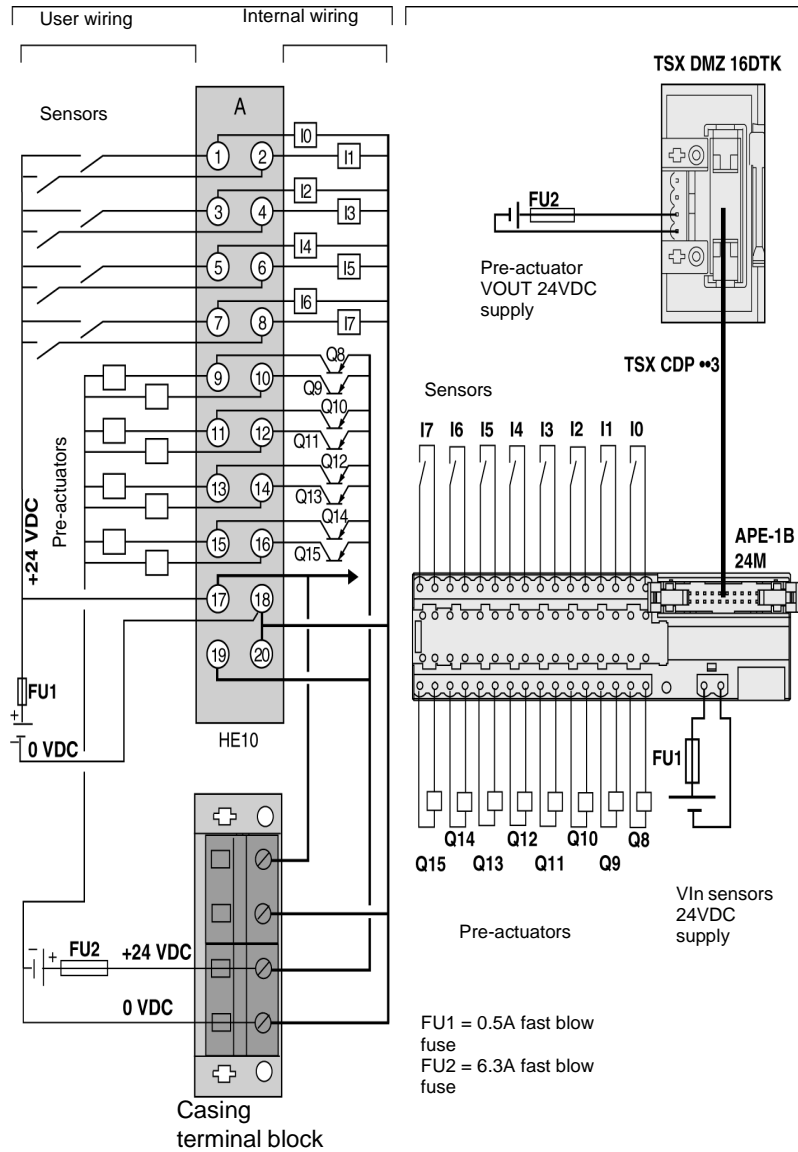 User wiring
Internal wiring
Sensors
A
I0
1
2
I1
I2
3
4
I3
I4
5
6
I5
I6
7
8
I7
Q8
9
10
Q9
Q10
11
12
Q11
Q12
13
14
Q13
Q14
15
16
Q15
+24 VDC
Pre-actuators
17
18
19
20
FU1
+
-
0 VDC
HE10
- +
FU2
+24 VDC
0 VDC
Casing
terminal block
TSX DMZ 16DTK
FU2
Pre-actuator
VOUT 24VDC
supply
TSX CDP ••3
Sensors
I7 I6 I5 I4 I3 I2 I1 I0
APE-1B
24M
FU1
Q14 Q12 Q10 Q8
Q15 Q13 Q11 Q9
Pre-actuators
VIn sensors
24VDC
supply
FU1 = 0.5A fast blow
fuse
FU2 = 6.3A fast blow
fuse